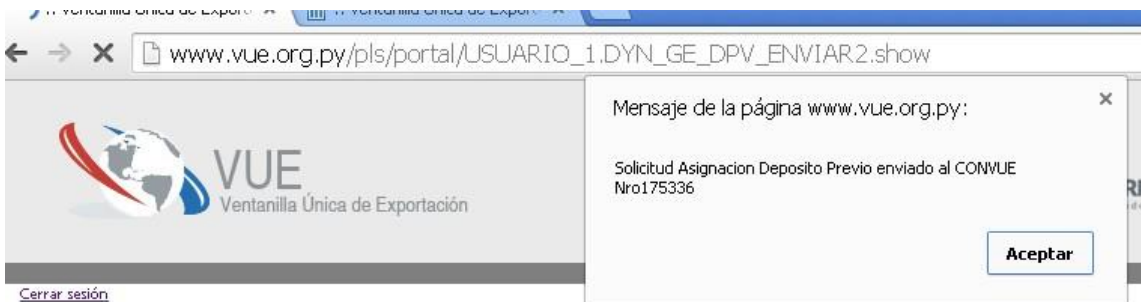 www.vue.org.py/pls/portal/USUARIO_1.DYN_GE_DPV_ENVIAR2.show
Mensaje de la página www.vue.org.py:
Solicitud Asignacion Deposito Previo enviado al CONVUE
Nro175336
Aceptar
VUE
Ventanilla Única de Exportación
Cerrar sesión